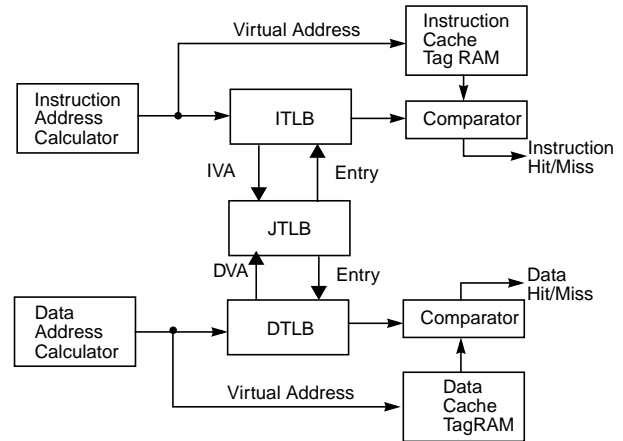 Virtual Address
Instruction
Cache
Tag RAM
Instruction
Address
Calculator
ITLB
Comparator
Instruction
Hit/Miss
IVA
Entry
JTLB
DVA
Entry
Data
Hit/Miss
Data
Address
Calculator
DTLB
Comparator
Virtual Address
Data
Cache
TagRAM